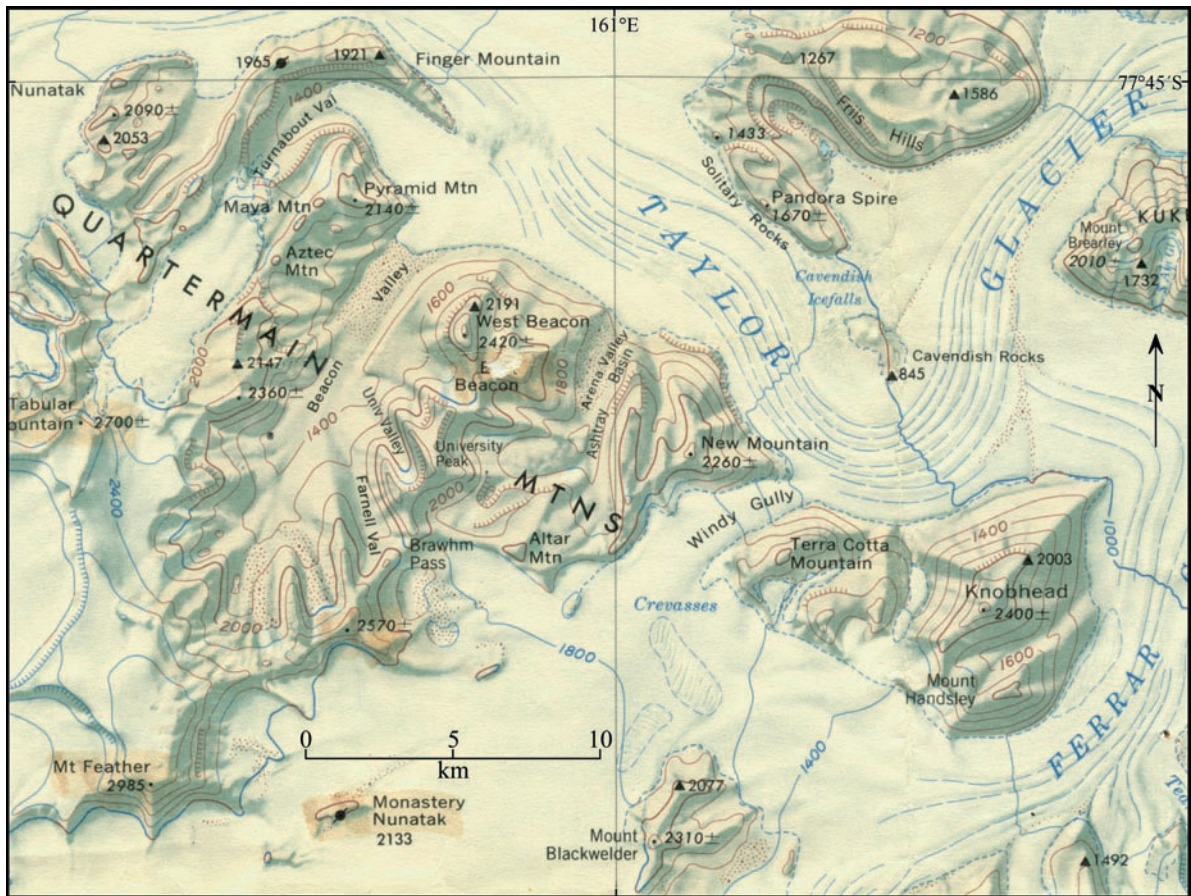 161°E
1965
1921
Finger Mountain
1200
1267
77°45´S
Nunatak
2090±
2053
1400
Turnabout Val
1586
Friis
Hills
1433
GLACIER
Pyramid Mtn
2140±
Maya Mtn
Solitary Rocks
Pandora Spire
1670±
KUKR
Mount
Brearley
2010±
1732
QUARTERMAIN
Aztec
Mtn
Valley
TAYLOR
Cavendish
Icefalls
1600
2191
West Beacon
2420±
E
Beacon
1800
Arena Valley
Ashtray
Basin
Cavendish Rocks
845
N
2000
2147
2360±
Beacon
Tabular
ountain
2700±
1400
Univ Valley
University
Peak
New Mountain
2260±
2400
Farnell Val
2000
MTNS
Windy Gully
1000
Brawhm
Pass
Altar
Mtn
Terra Cotta
Mountain
1400
2003
Knobhead
2400±
Crevasses
2000
2570±
1800
1600
Mount
Handsley
FERRAR
0
5
10
km
1400
Mt Feather
2985
Monastery
Nunatak
2133
2077
Mount
Blackwelder
2310±
1492